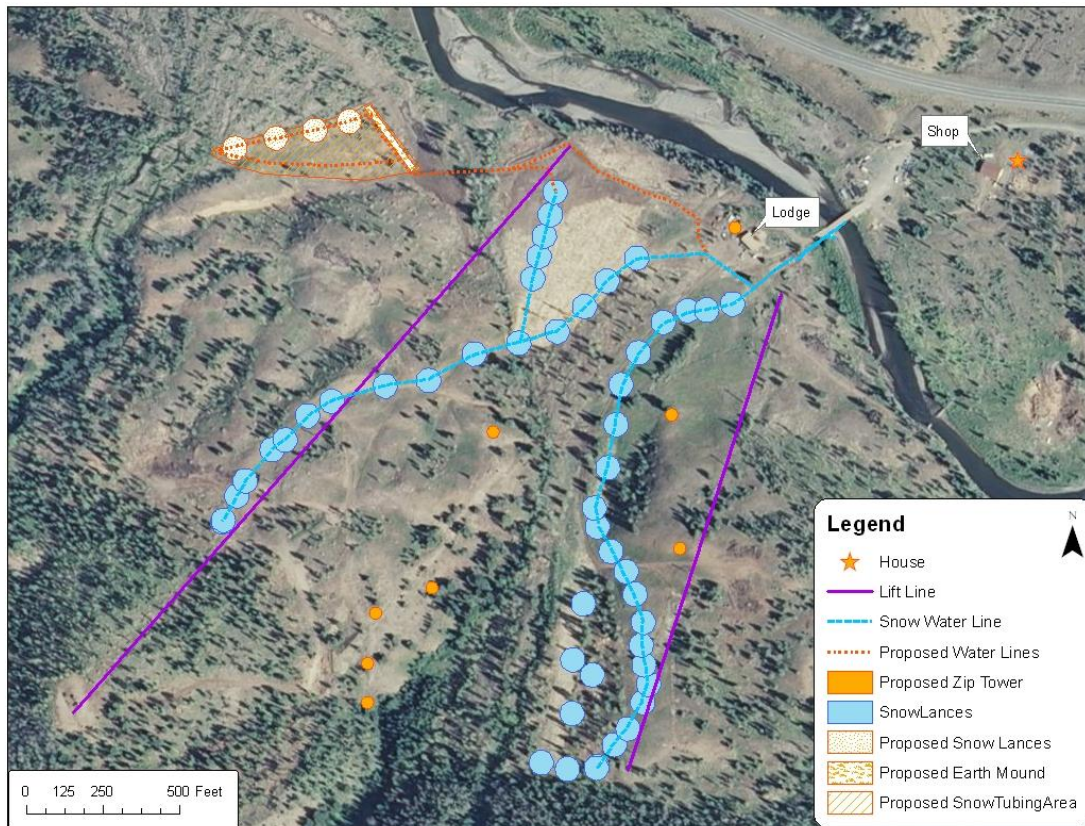 Shop
Lodge
Legend
N
House
Lift Line
Snow Water Line
Proposed Water Lines
Proposed Zip Tower
SnowLances
Proposed Snow Lances
Proposed Earth Mound
Proposed SnowTubingArea
0 125 250 500 Feet